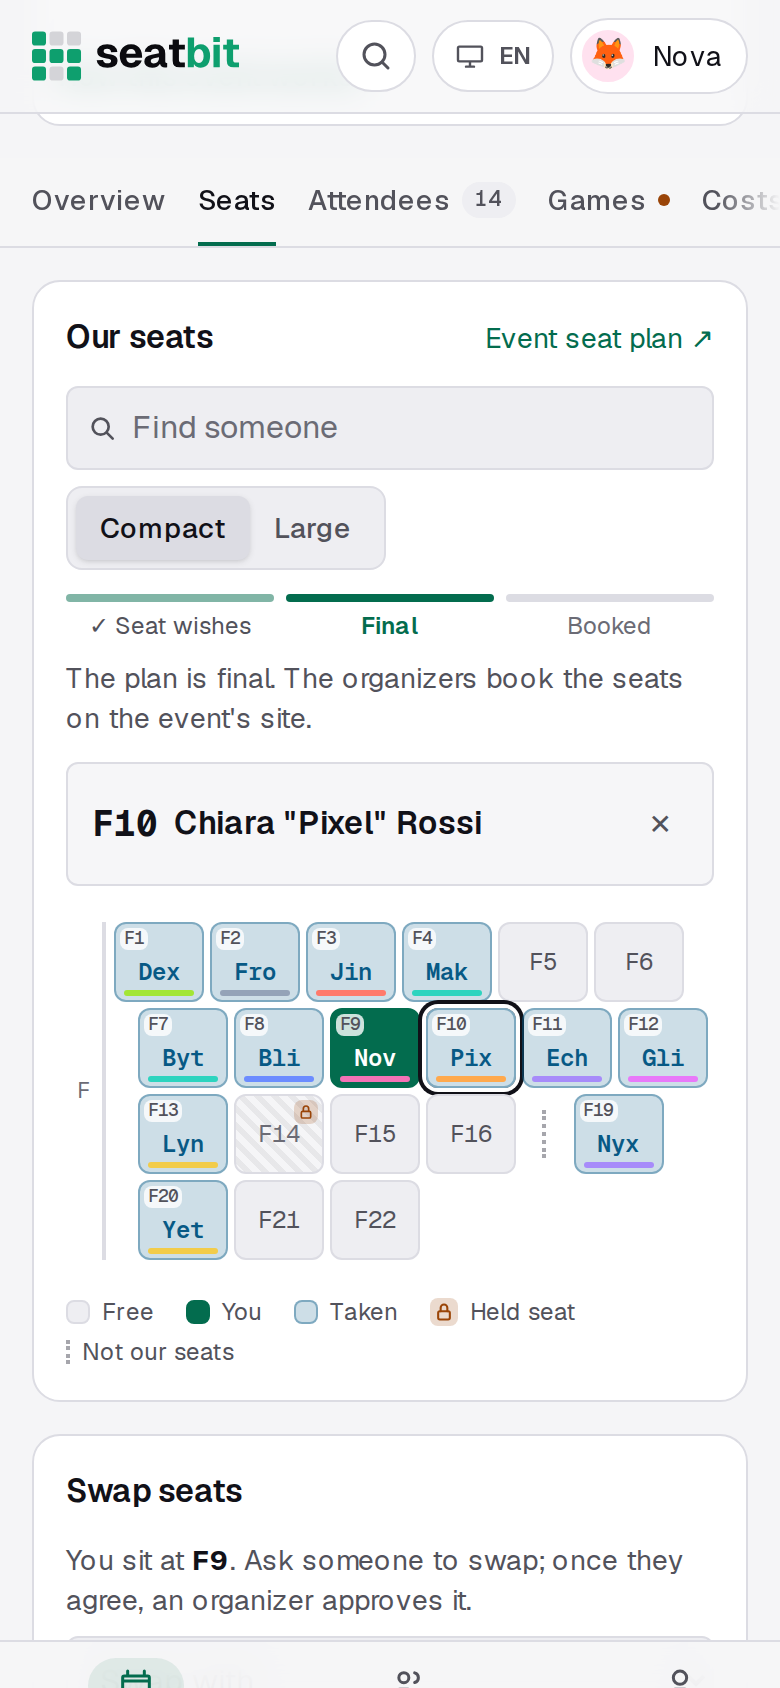 seatbit
EN
Nova
Overview Seats Attendees 14 Games Costs
Our seats
Event seat plan ↗
Find someone
Compact Large
✓ Seat wishes Final Booked
The plan is final. The organizers book the seats
on the event's site.
F10 Chiara "Pixel" Rossi ×
F1 Dex F2 Fro F3 Jin F4 Mak F5 F6
F7 Byt F8 Bli F9 Nov F10 Pix F11 Ech F12 Gli
F
F13 Lyn F14 F15 F16 F19 Nyx
F20 Yet F21 F22
Free You Taken Held seat
Not our seats
Swap seats
You sit at F9. Ask someone to swap; once they
agree, an organizer approves it.